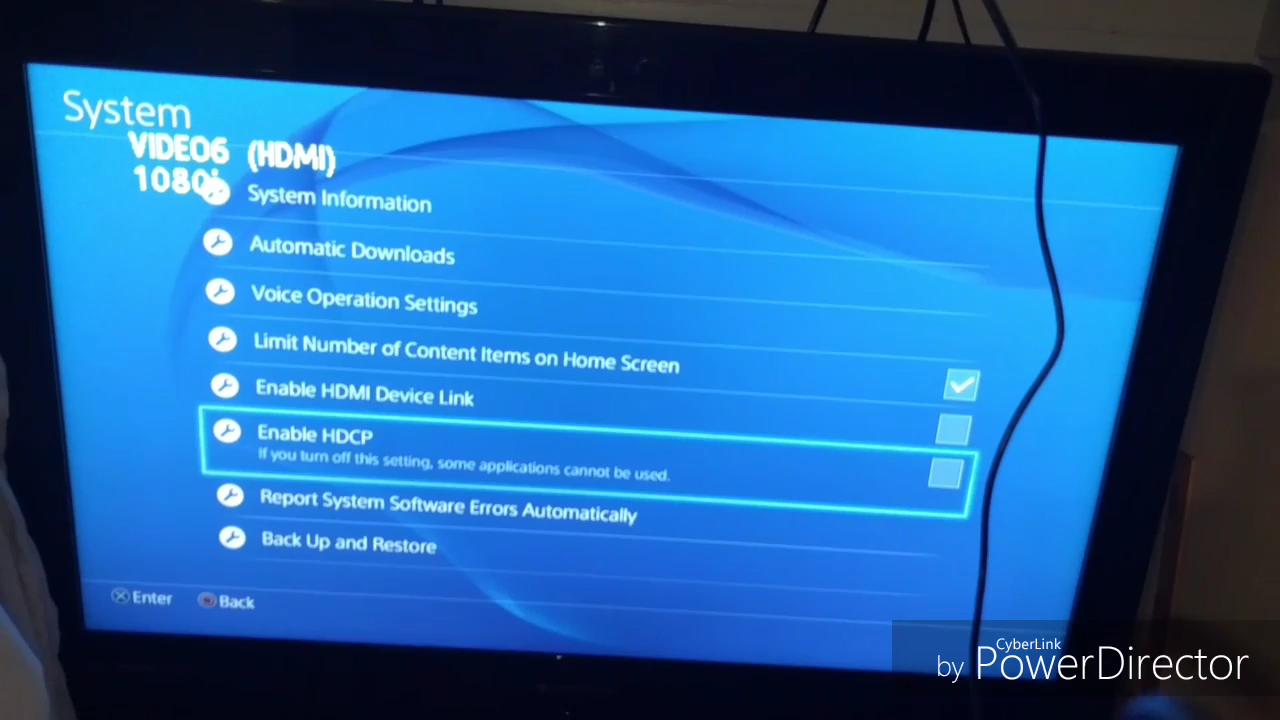 System
VIDEO6 (HDMI)
1080i
System Information
Automatic Downloads
Voice Operation Settings
Limit Number of Content Items on Home Screen
Enable HDMI Device Link
Enable HDCP
If you turn off this setting, some applications cannot be used.
Report System Software Errors Automatically
Back Up and Restore
Enter Back
CyberLink
by PowerDirector